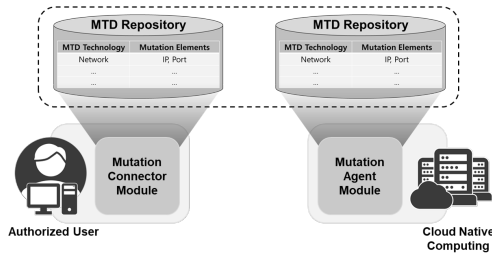 MTD Repository
MTD Technology Mutation Elements
Network IP, Port
... ...
... ...
MTD Repository
MTD Technology Mutation Elements
Network IP, Port
... ...
... ...
Mutation
Connector
Module
Mutation
Agent
Module
Authorized User
Cloud Native
Computing